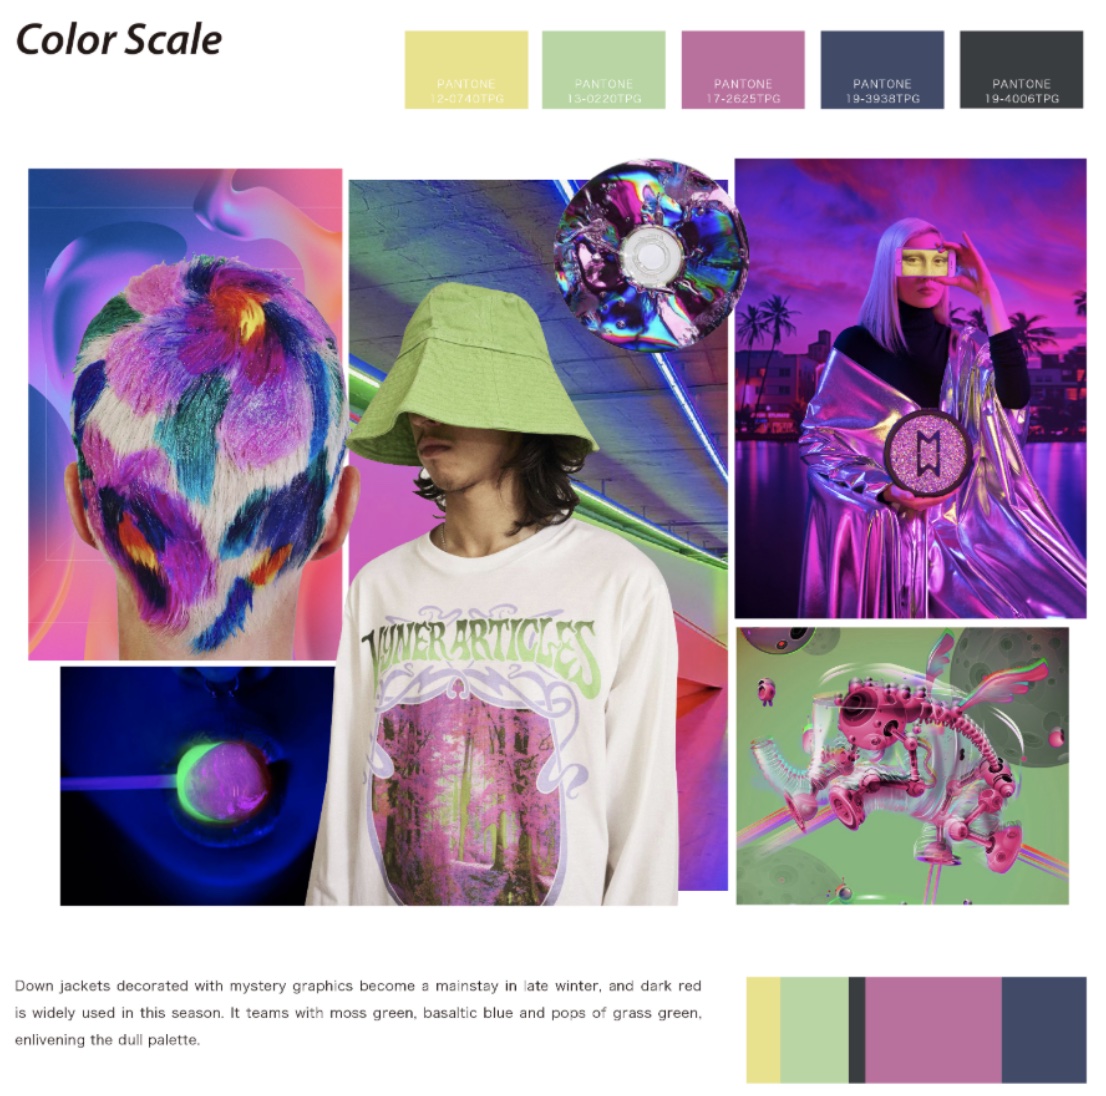 Color Scale
PANTONE
12-0740TPG
PANTONE
13-0220TPG
PANTONE
17-2625TPG
PANTONE
19-3938TPG
PANTONE
19-4006TPG
VYNER ARTICLES
Down jackets decorated with mystery graphics become a mainstay in late winter, and dark red
is widely used in this season. It teams with moss green, basaltic blue and pops of grass green,
enlivening the dull palette.